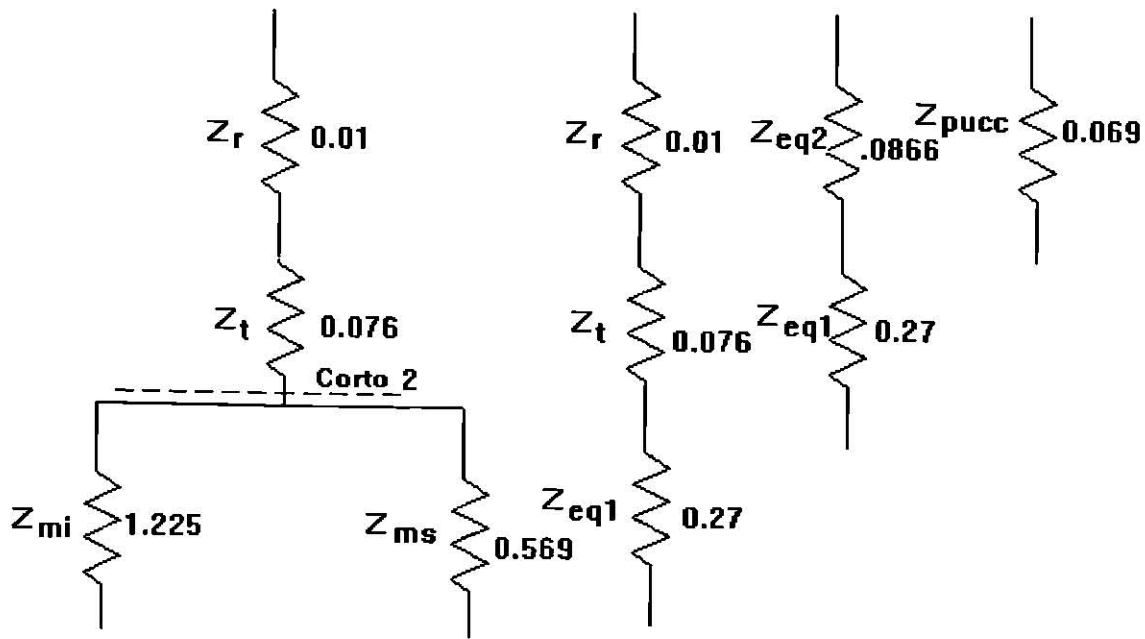 Zr 0.01
Zt 0.076
Corto 2
Zmi 1.225
Zms 0.569
Zr 0.01
Zt 0.076
Zeq1 0.27
Zeq2 .0866
Zeq1 0.27
Zpucc 0.069